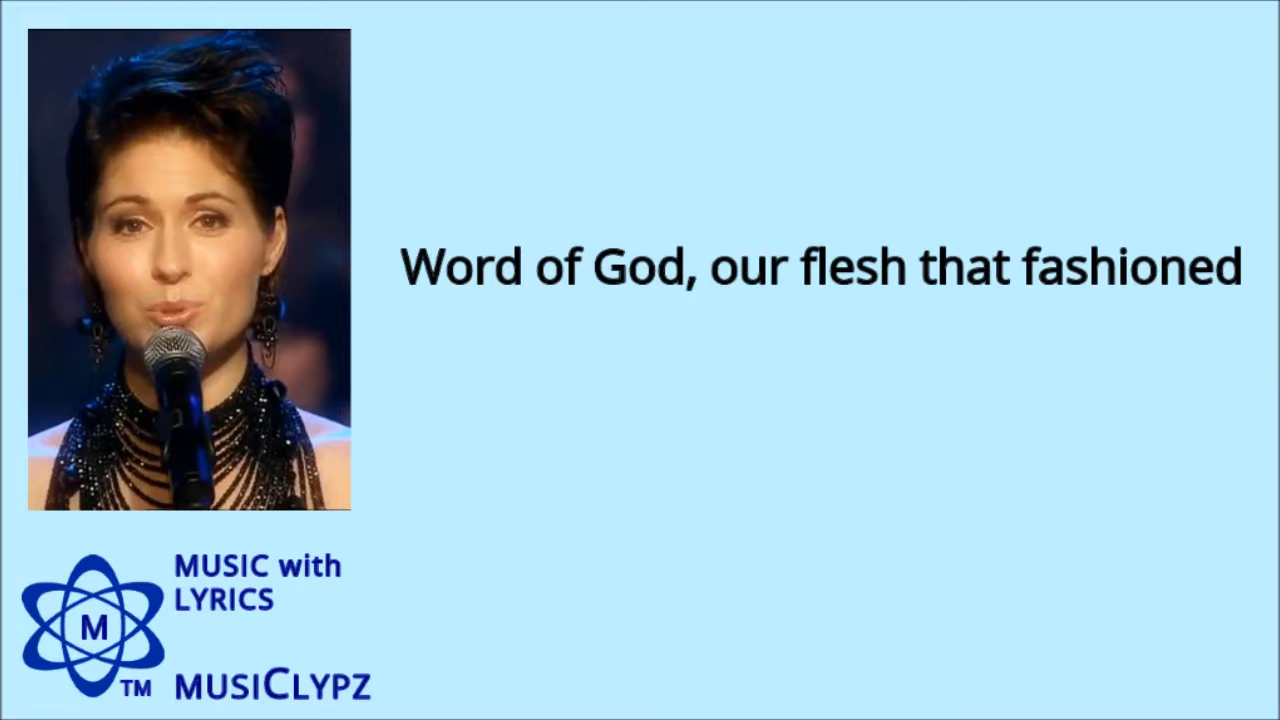 Word of God, our flesh that fashioned
MUSIC with
LYRICS
M
TM
MUSICLYPZ